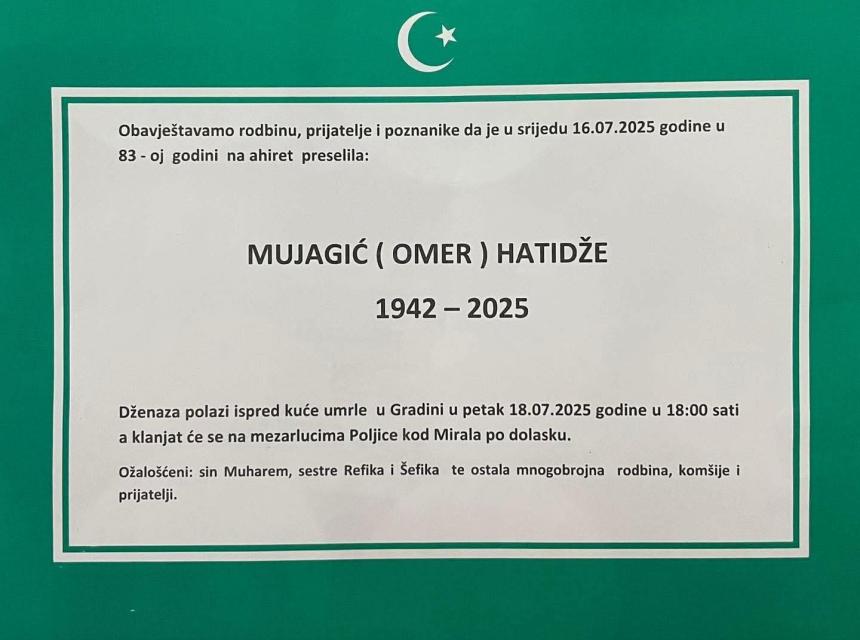 Obavještavamo rodbinu, prijatelje i poznanike da je u srijedu 16.07.2025 godine u
83 - oj godini na ahiret preselila:
MUJAGIĆ ( OMER ) HATIDŽE
1942 – 2025
Dženaza polazi ispred kuće umrle u Gradini u petak 18.07.2025 godine u 18:00 sati
a klanjat će se na mezarlucima Poljice kod Mirala po dolasku.
Ožalošćeni: sin Muharem, sestre Refika i Šefika te ostala mnogobrojna rodbina, komšije i
prijatelji.